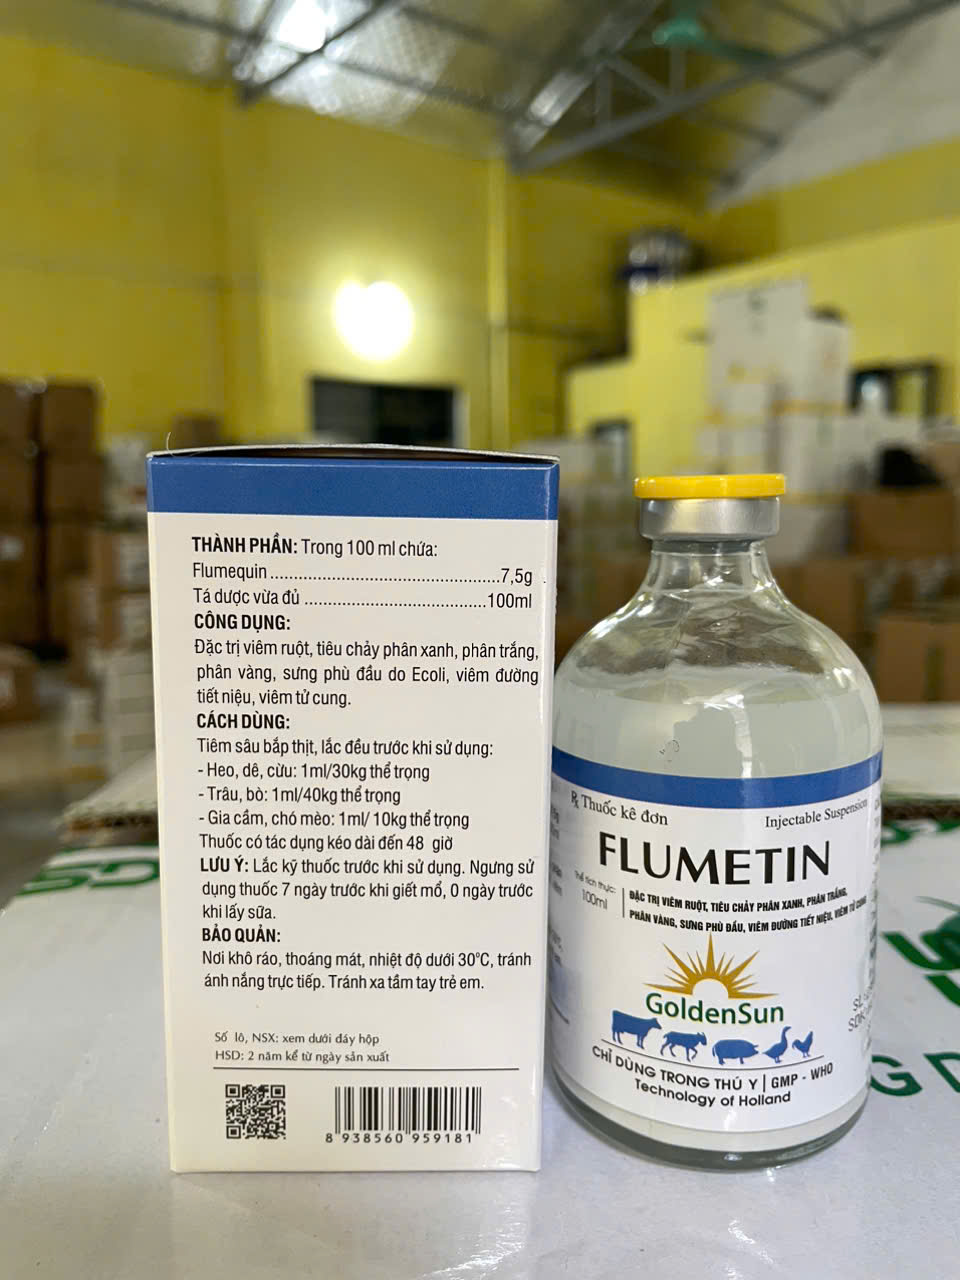 THÀNH PHẦN: Trong 100 ml chứa:
Flumequin ................................................7,5g
Tá dược vừa đủ ......................................100ml
CÔNG DỤNG:
Đặc trị viêm ruột, tiêu chảy phân xanh, phân trắng,
phân vàng, sưng phù đầu do Ecoli, viêm đường
tiết niệu, viêm tử cung.
CÁCH DÙNG:
Tiêm sâu bắp thịt, lắc đều trước khi sử dụng:
- Heo, dê, cừu: 1ml/30kg thể trọng
- Trâu, bò: 1ml/40kg thể trọng
- Gia cầm, chó mèo: 1ml/ 10kg thể trọng
Thuốc có tác dụng kéo dài đến 48 giờ
LƯU Ý: Lắc kỹ thuốc trước khi sử dụng. Ngưng sử
dụng thuốc 7 ngày trước khi giết mổ, 0 ngày trước
khi lấy sữa.
BẢO QUẢN:
Nơi khô ráo, thoáng mát, nhiệt độ dưới 30°C, tránh
ánh nắng trực tiếp. Tránh xa tầm tay trẻ em.
Số lô, NSX: xem dưới đáy hộp
HSD: 2 năm kể từ ngày sản xuất
8 938560 959181
℞ Thuốc kê đơn
Injectable Suspension
FLUMETIN
Thể tích thực:
100ml
ĐẶC TRỊ VIÊM RUỘT, TIÊU CHẢY PHÂN XANH, PHÂN TRẮNG,
PHÂN VÀNG, SƯNG PHÙ ĐẦU, VIÊM ĐƯỜNG TIẾT NIỆU, VIÊM TỬ CUNG
GoldenSun
CHỈ DÙNG TRONG THÚ Y | GMP - WHO
Technology of Holland